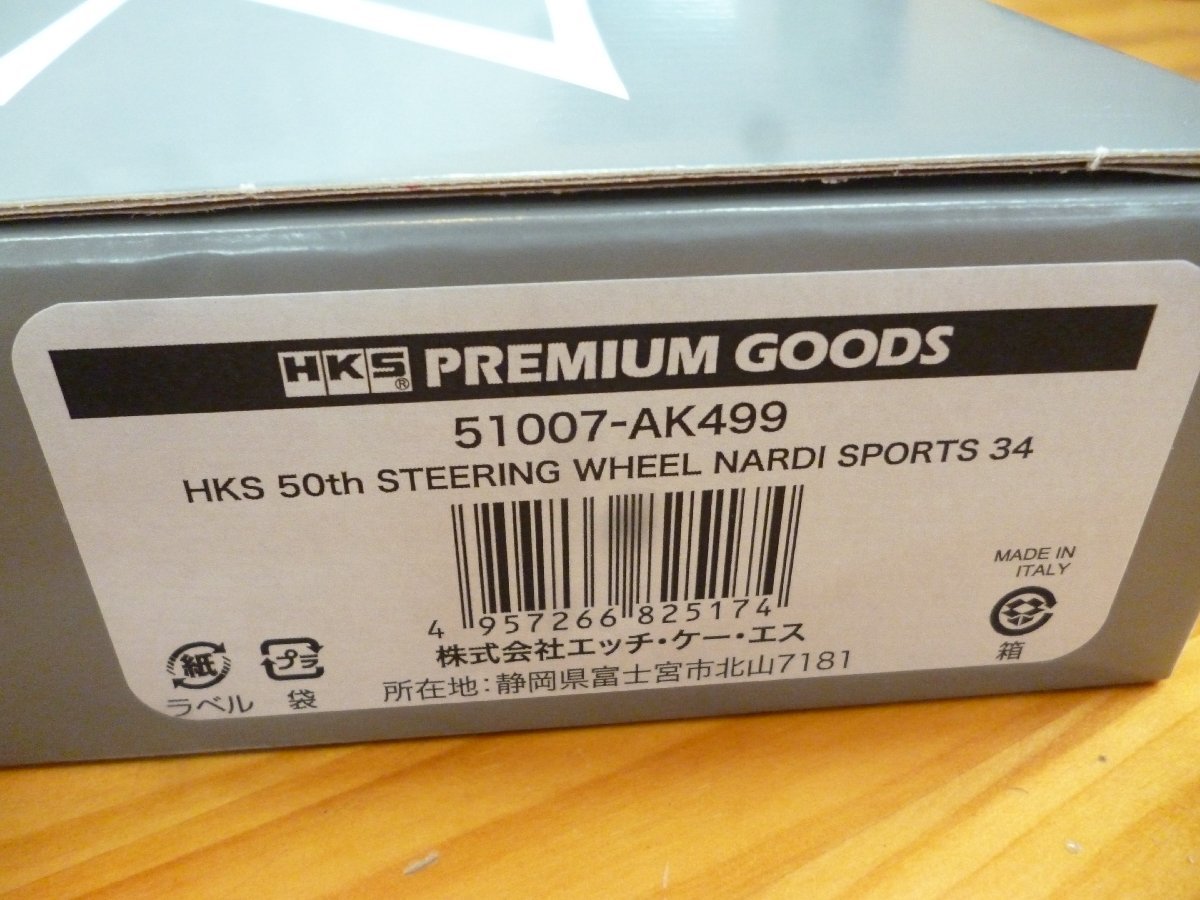 HKS® PREMIUM GOODS
51007-AK499
HKS 50th STEERING WHEEL NARDI SPORTS 34
4 957266 825174
MADE IN
ITALY
株式会社エッチ・ケー・エス
所在地:静岡県富士宮市北山7181
紙
ラベル
プラ
袋
箱